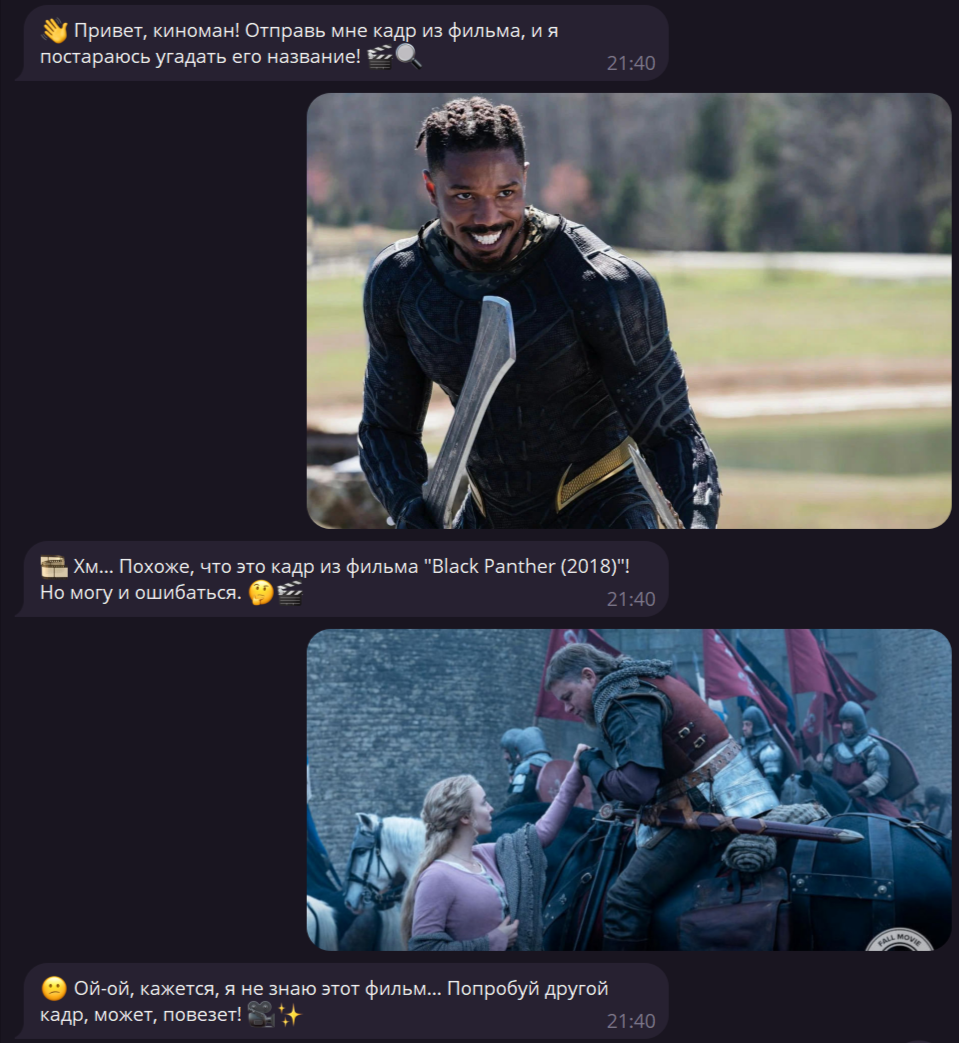 👋 Привет, киноман! Отправь мне кадр из фильма, и я
постараюсь угадать его название! 🎬🔍
21:40
🎞 Хм... Похоже, что это кадр из фильма "Black Panther (2018)"!
Но могу и ошибаться. 🤔🎬
21:40
FALL MOVIE
😕 Ой-ой, кажется, я не знаю этот фильм... Попробуй другой
кадр, может, повезет! 🎥✨
21:40